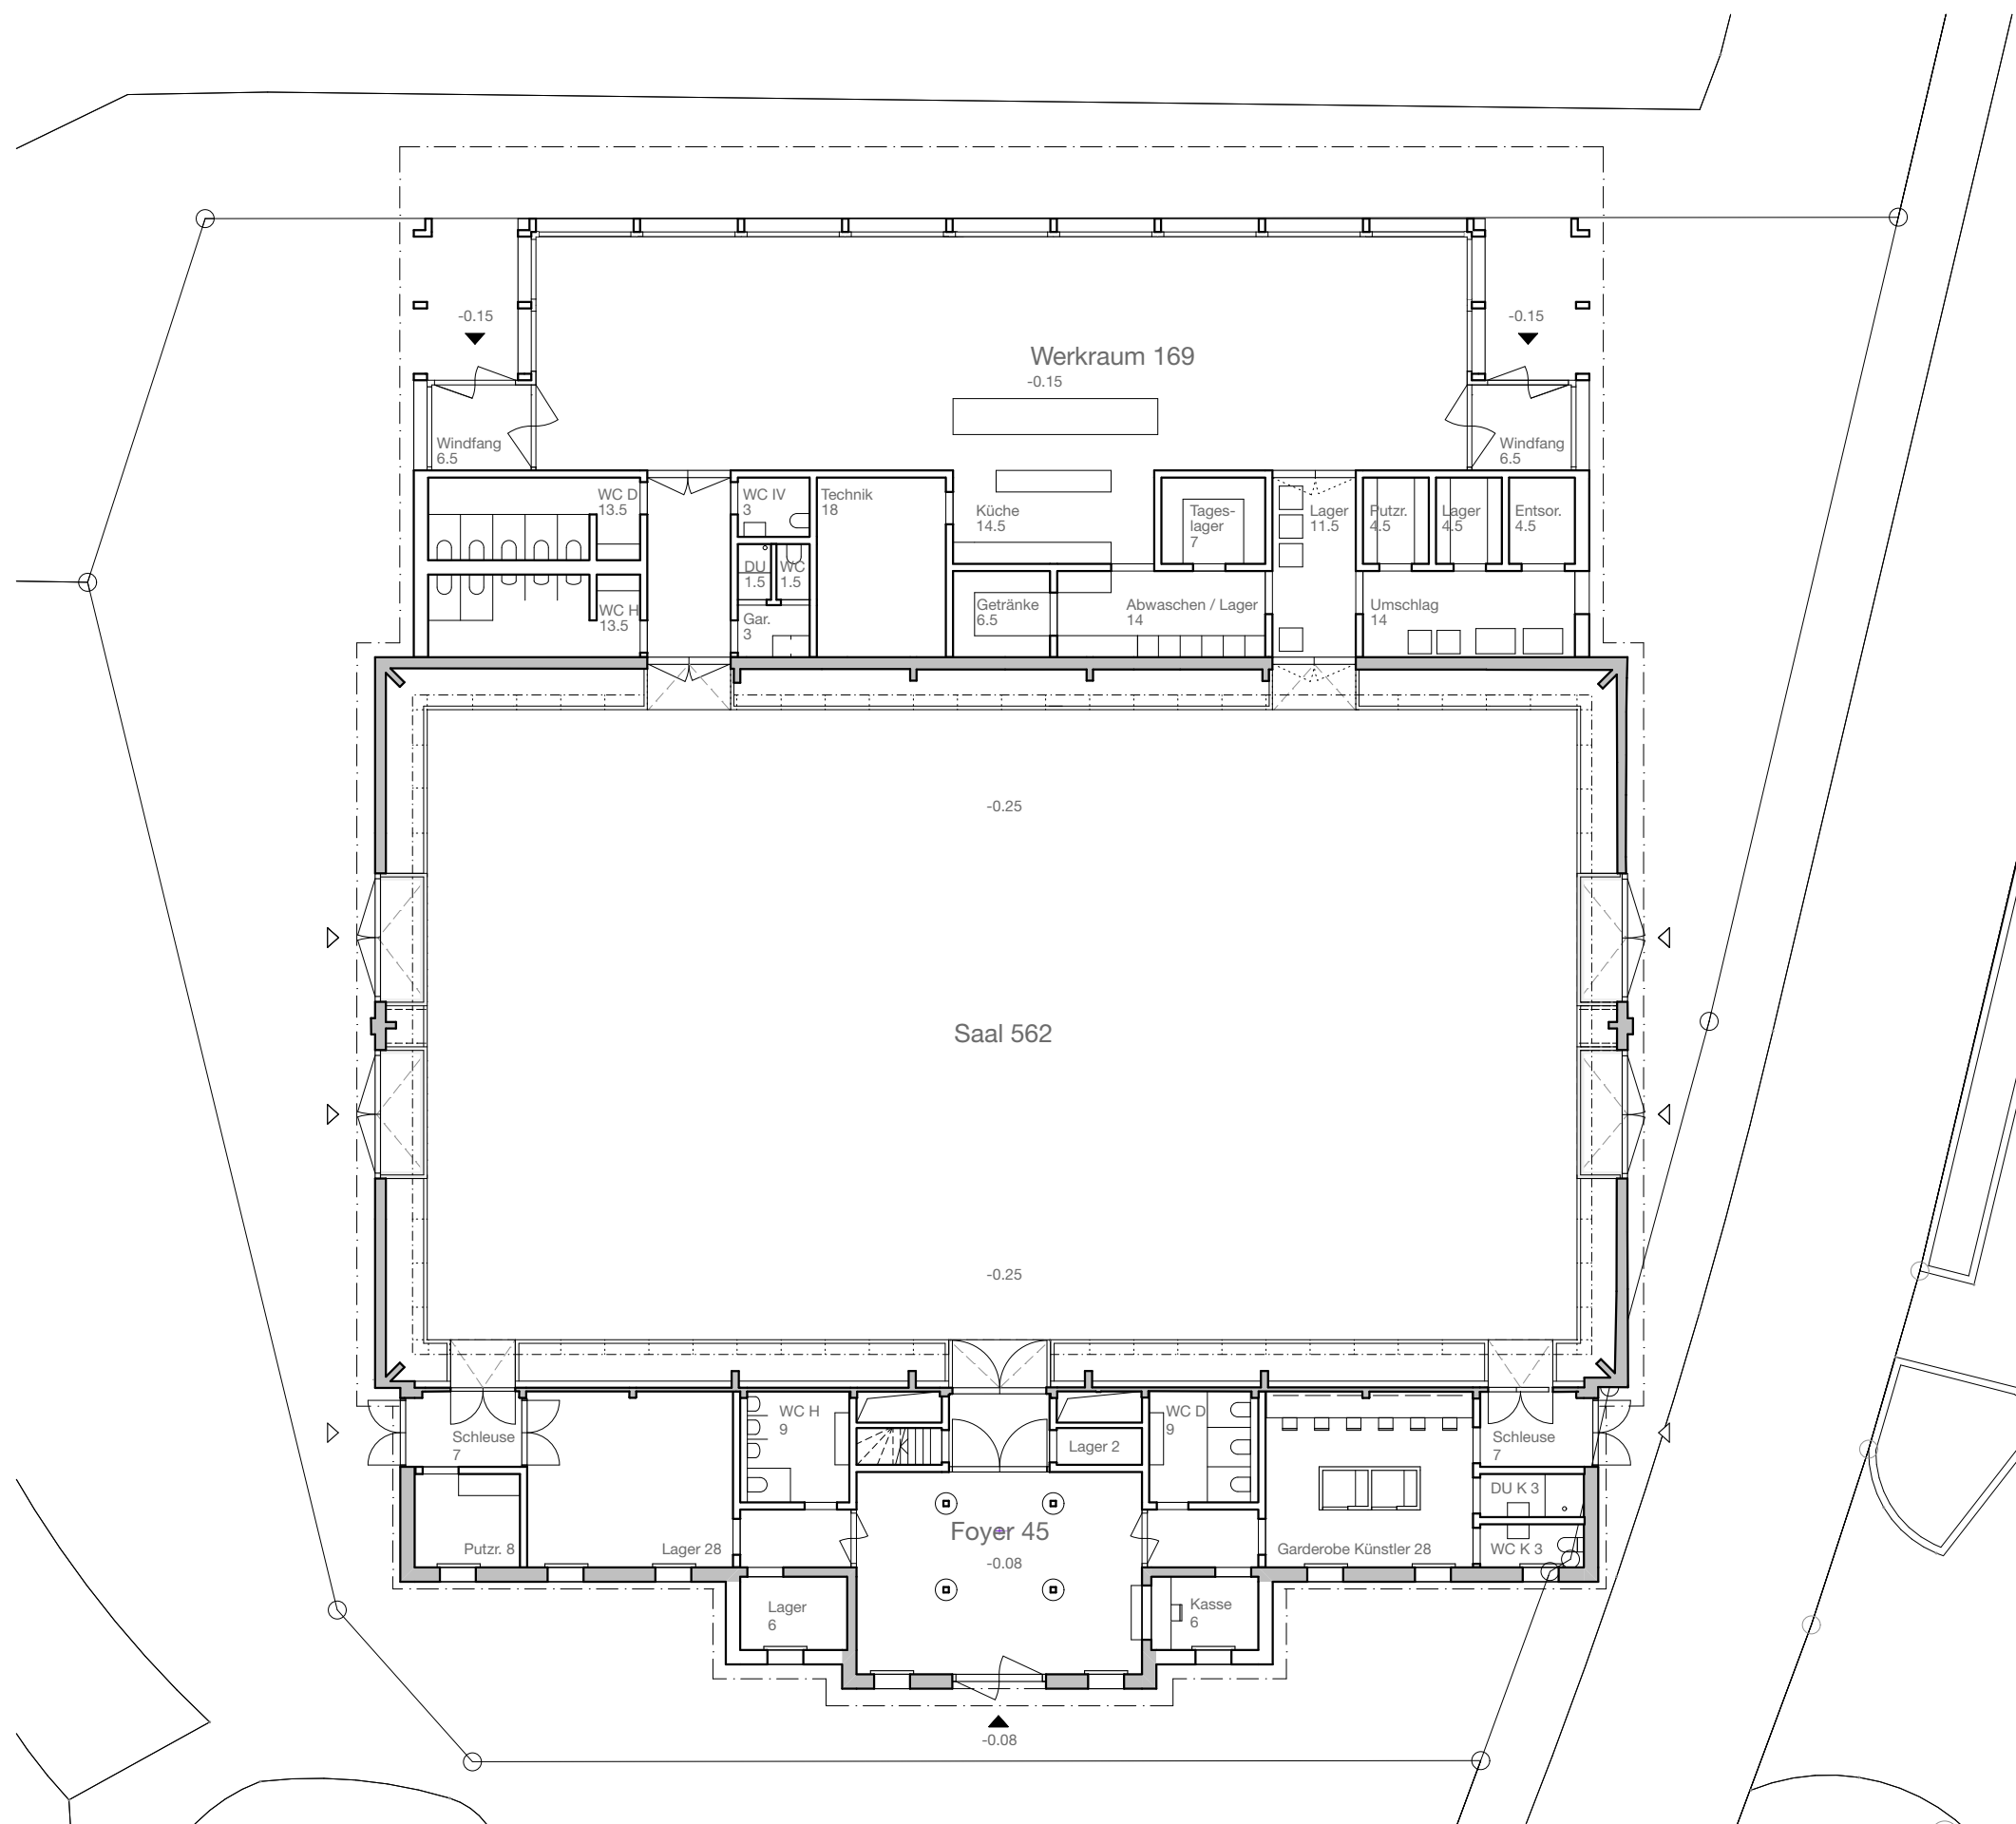 -0.15
-0.15
Werkraum 169
-0.15
Windfang
6.5
Windfang
6.5
WC D
13.5
WC IV
3
Technik
18
Küche
14.5
Tages-
lager
7
Lager
11.5
Putzr.
4.5
Lager
4.5
Entsor.
4.5
DU
1.5
WC
1.5
WC H
13.5
Gar.
3
Getränke
6.5
Abwaschen / Lager
14
Umschlag
14
-0.25
Saal 562
-0.25
Schleuse
7
WC H
9
Lager 2
WC D
9
Schleuse
7
DU K 3
Foyer 45
-0.08
Putzr. 8
Lager 28
Garderobe Künstler 28
WC K 3
Lager
6
Kasse
6
-0.08